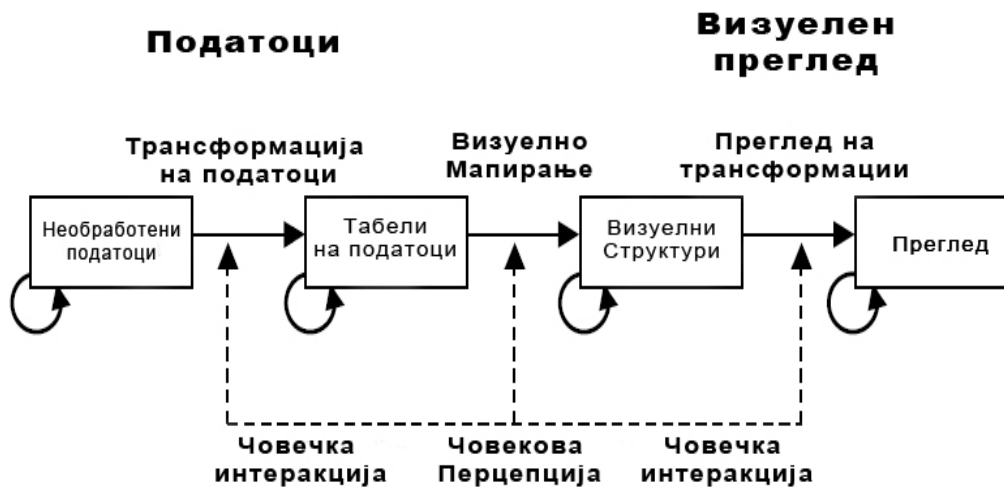 Податоци
Визуелен
преглед
Трансформација
на податоци
Визуелно
Мапирање
Преглед на
трансформации
Необработени
податоци
Табели
на податоци
Визуелни
Структури
Преглед
Човечка
интеракција
Човекова
Перцепција
Човечка
интеракција